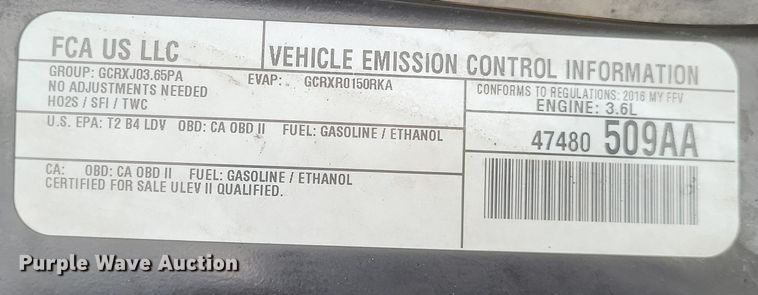 FCA US LLC
VEHICLE EMISSION CONTROL INFORMATION
GROUP: GCRXJ03.65PA EVAP: GCRXR0150RKA
NO ADJUSTMENTS NEEDED
HO2S / SFI / TWC
CONFORMS TO REGULATIONS: 2016 MY FFV
ENGINE: 3.6L
U.S. EPA: T2 B4 LDV OBD: CA OBD II FUEL: GASOLINE / ETHANOL
47480 509AA
CA: OBD: CA OBD II FUEL: GASOLINE / ETHANOL
CERTIFIED FOR SALE ULEV II QUALIFIED.
Purple Wave Auction